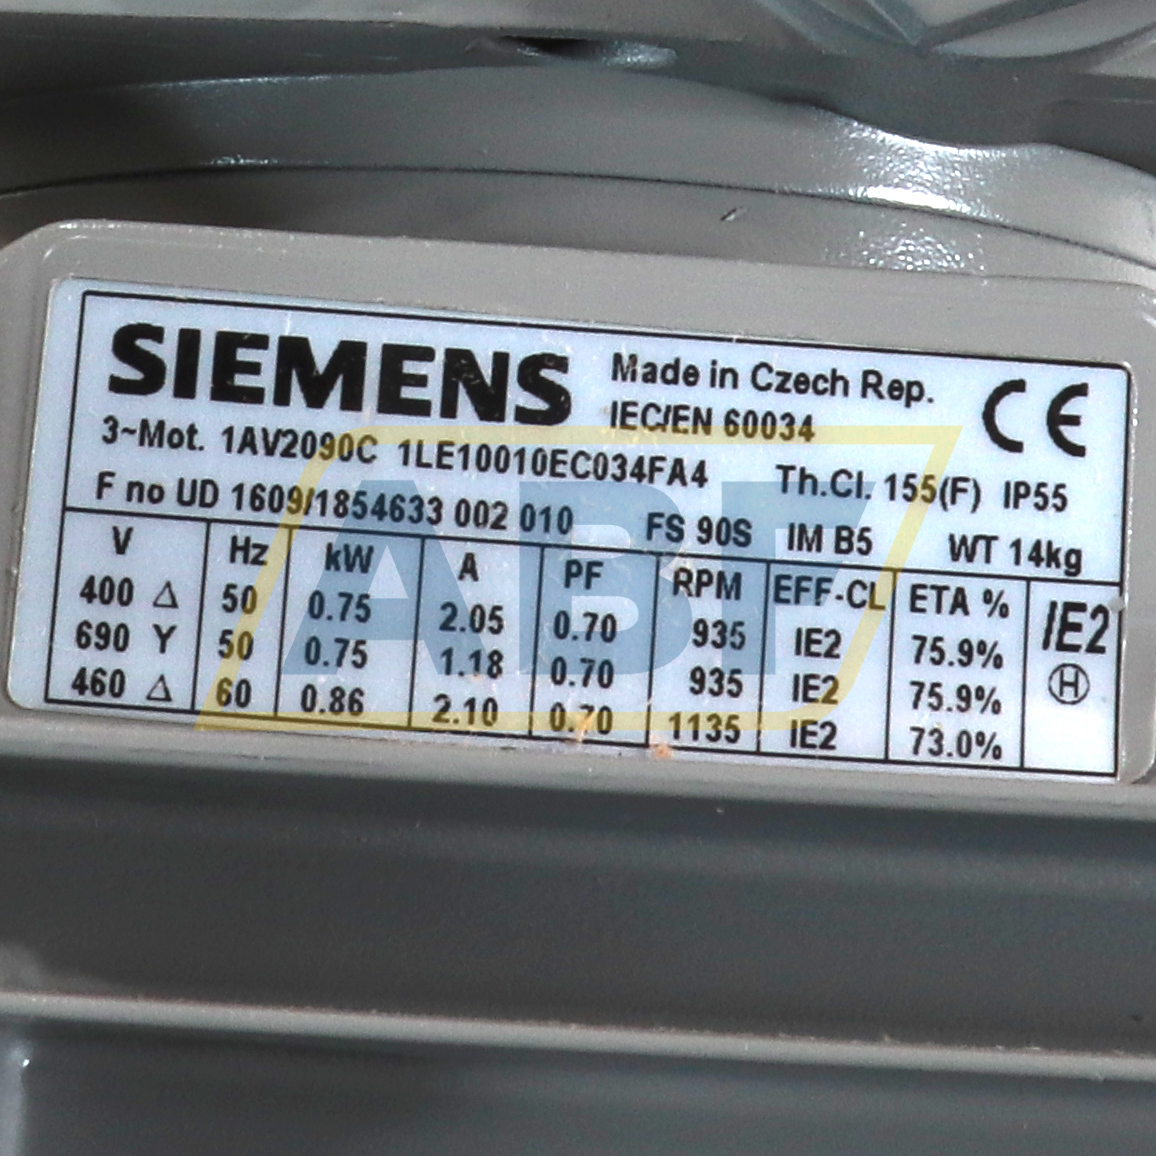 SIEMENS
Made in Czech Rep.
IEC/EN 60034
CE
3~Mot. 1AV2090C 1LE10010EC034FA4 Th.Cl. 155(F) IP55
F no UD 1609/1854633 002 010 FS 90S IM B5 WT 14kg
V Hz kW A PF RPM EFF-CL ETA %
400 Δ 50 0.75 2.05 0.70 935 IE2 75.9%
690 Y 50 0.75 1.18 0.70 935 IE2 75.9%
460 Δ 60 0.86 2.10 0.70 1135 IE2 73.0%
IE2
H
ABF